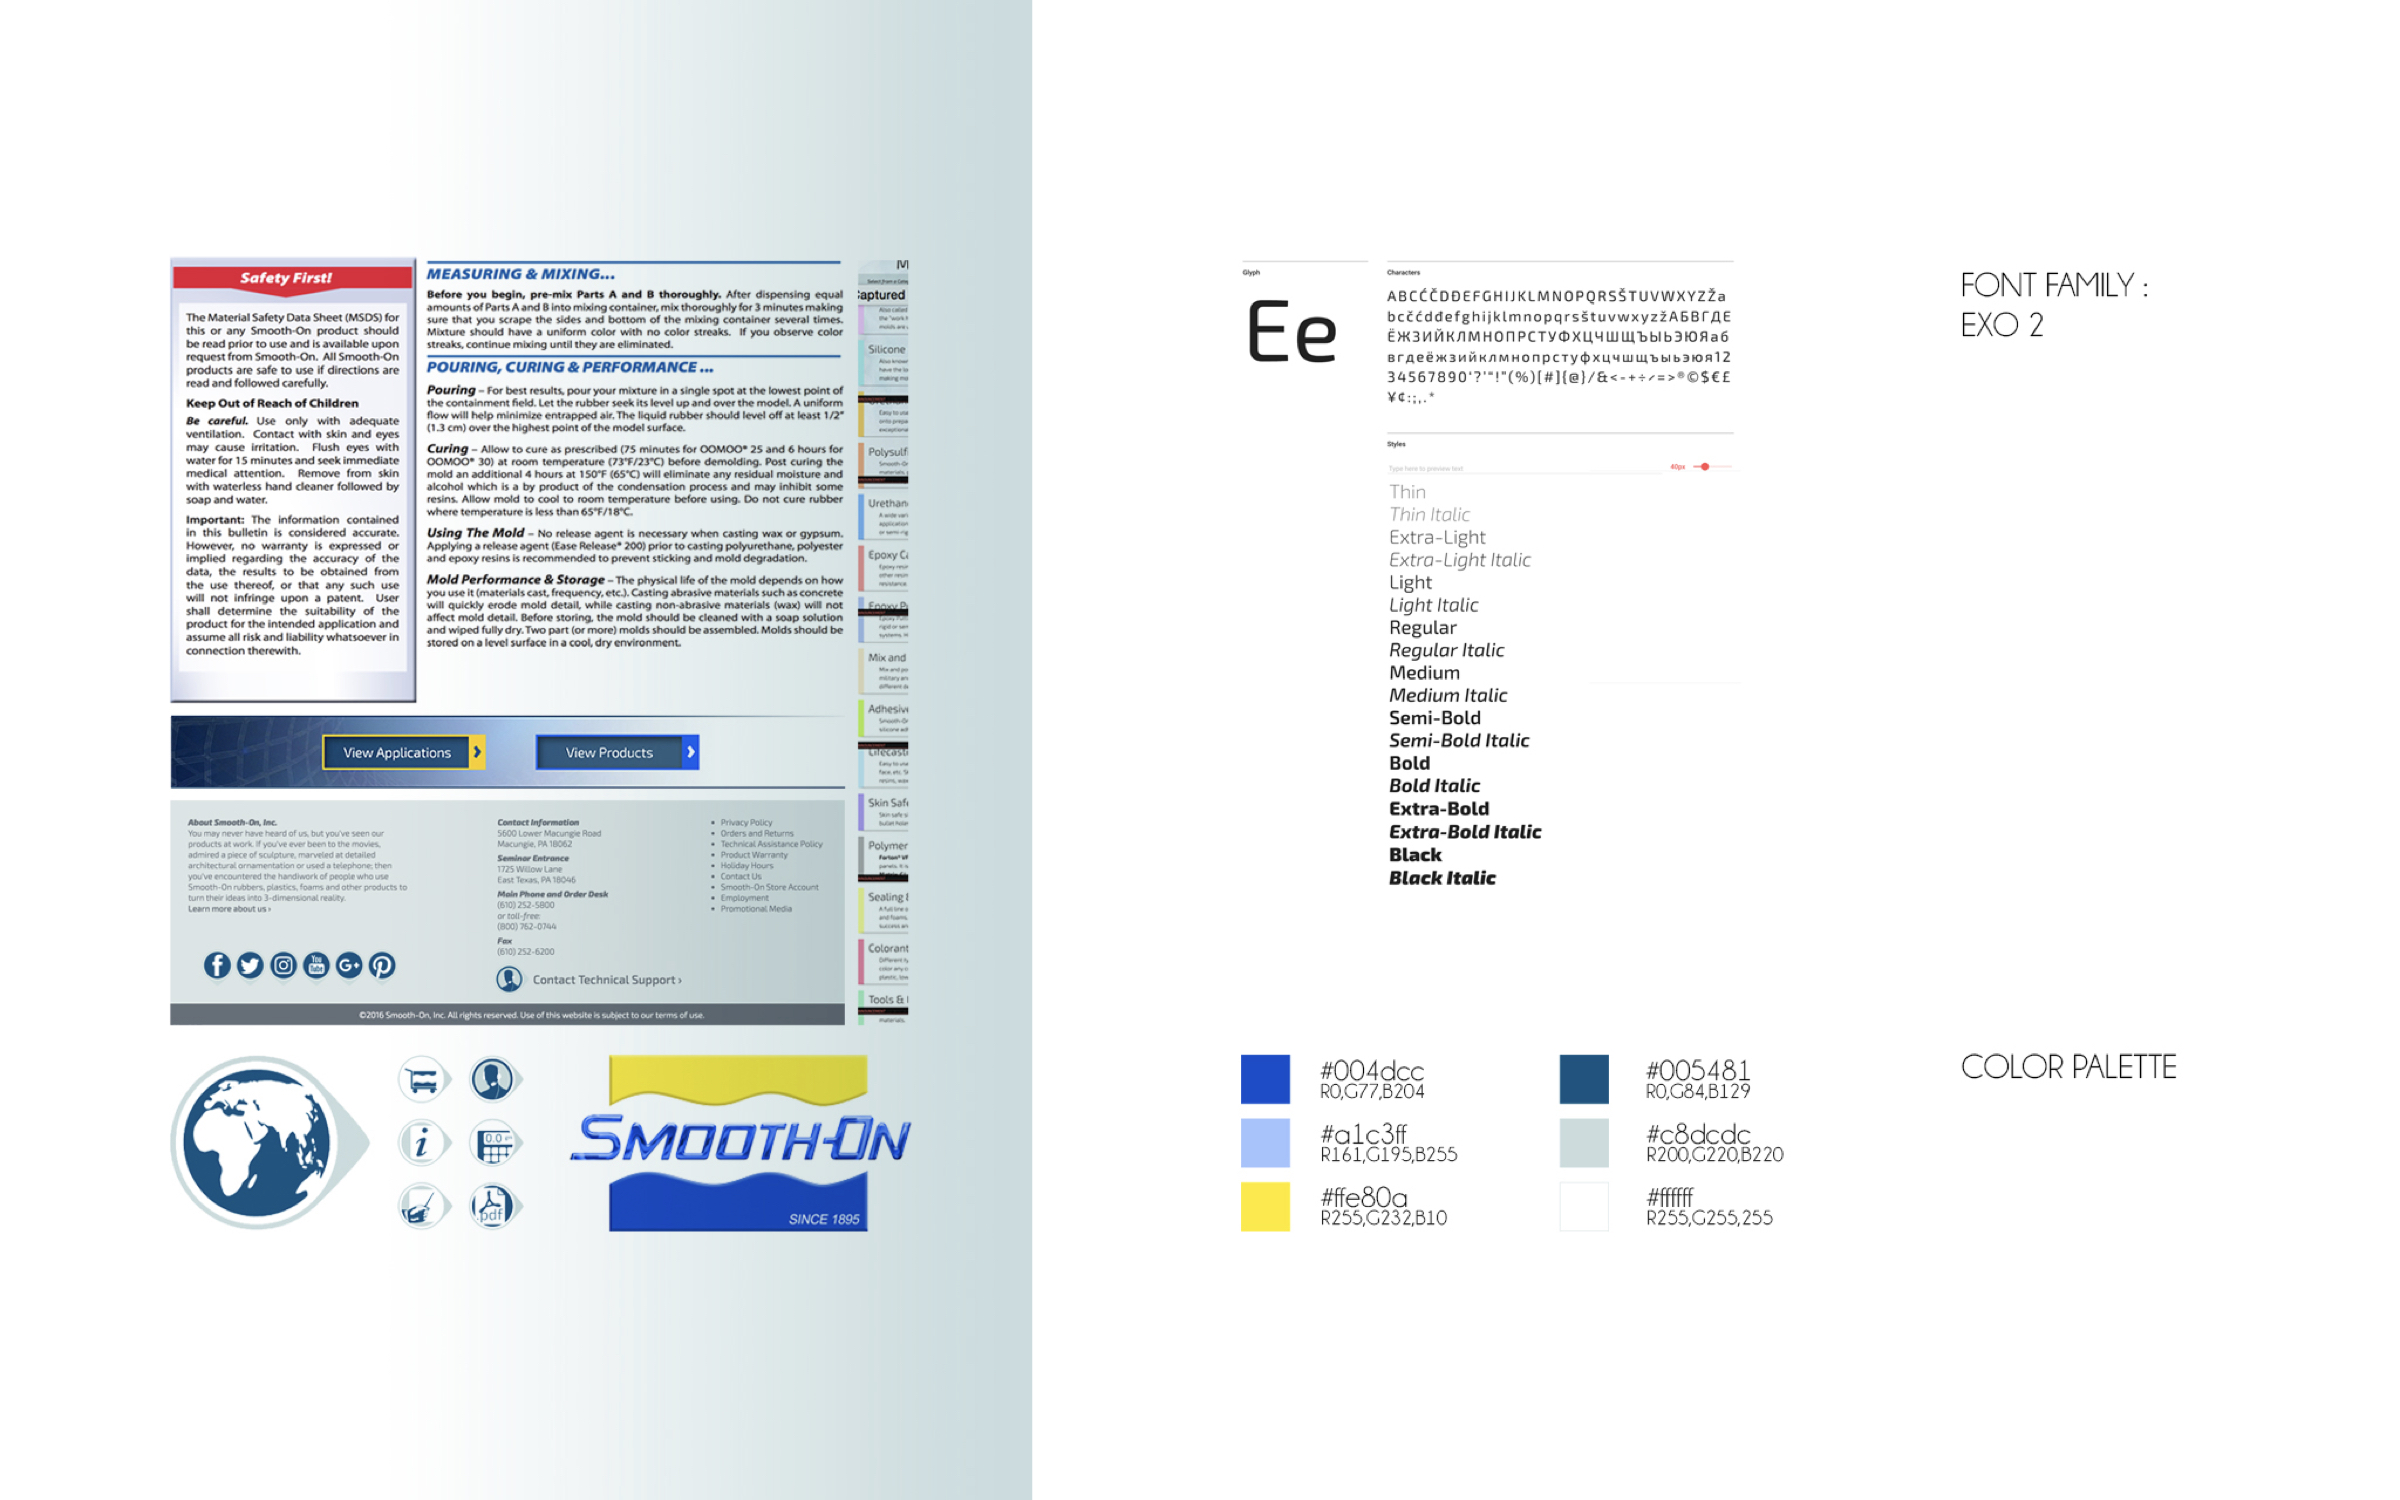 Safety First!
The Material Safety Data Sheet (MSDS) for
this or any Smooth-On product should
be read prior to use and is available upon
request from Smooth-On. All Smooth-On
products are safe to use if directions are
read and followed carefully.
Keep Out of Reach of Children
Be careful. Use only with adequate
ventilation. Contact with skin and eyes
may cause irritation. Flush eyes with
water for 15 minutes and seek immediate
medical attention. Remove from skin
with waterless hand cleaner followed by
soap and water.
Important: The information contained
in this bulletin is considered accurate.
However, no warranty is expressed or
implied regarding the accuracy of the
data, the results to be obtained from
the use thereof, or that any such use
will not infringe upon a patent. User
shall determine the suitability of the
product for the intended application and
assume all risk and liability whatsoever in
connection therewith.
MEASURING & MIXING...
Before you begin, pre-mix Parts A and B thoroughly. After dispensing equal
amounts of Parts A and B into mixing container, mix thoroughly for 3 minutes making
sure that you scrape the sides and bottom of the mixing container several times.
Mixture should have a uniform color with no color streaks. If you observe color
streaks, continue mixing until they are eliminated.
POURING, CURING & PERFORMANCE ...
Pouring – For best results, pour your mixture in a single spot at the lowest point of
the containment field. Let the rubber seek its level up and over the model. A uniform
flow will help minimize entrapped air. The liquid rubber should level off at least 1/2"
(1.3 cm) over the highest point of the model surface.
Curing – Allow to cure as prescribed (75 minutes for OOMOO® 25 and 6 hours for
OOMOO® 30) at room temperature (73°F/23°C) before demolding. Post curing the
mold an additional 4 hours at 150°F (65°C) will eliminate any residual moisture and
alcohol which is a by product of the condensation process and may inhibit some
resins. Allow mold to cool to room temperature before using. Do not cure rubber
where temperature is less than 65°F/18°C.
Using The Mold – No release agent is necessary when casting wax or gypsum.
Applying a release agent (Ease Release® 200) prior to casting polyurethane, polyester
and epoxy resins is recommended to prevent sticking and mold degradation.
Mold Performance & Storage – The physical life of the mold depends on how
you use it (materials cast, frequency, etc.). Casting abrasive materials such as concrete
will quickly erode mold detail, while casting non-abrasive materials (wax) will not
affect mold detail. Before storing, the mold should be cleaned with a soap solution
and wiped fully dry. Two part (or more) molds should be assembled. Molds should be
stored on a level surface in a cool, dry environment.
Captured
Silicone
Polysulf
Urethan
Epoxy Ca
Epoxy P
Mix and
Adhesiv
Lifecast
Skin Safe
Polymer
Sealing &
Colorant
Tools &
materials.
View Applications
View Products
About Smooth-On, Inc.
You may never have heard of us, but you've seen our
products at work. If you've ever been to the movies,
admired a piece of sculpture, marveled at detailed
architectural ornamentation or used a telephone; then
you've encountered the handiwork of people who use
Smooth-On rubbers, plastics, foams and other products to
turn their ideas into 3-dimensional reality.
Learn more about us ›
Contact Information
5600 Lower Macungie Road
Macungie, PA 18062
Seminar Entrance
1725 Willow Lane
East Texas, PA 18046
Main Phone and Order Desk
(610) 252-5800
or toll-free:
(800) 762-0744
Fax
(610) 252-6200
Contact Technical Support ›
▪ Privacy Policy
▪ Orders and Returns
▪ Technical Assistance Policy
▪ Product Warranty
▪ Holiday Hours
▪ Contact Us
▪ Smooth-On Store Account
▪ Employment
▪ Promotional Media
You
Tube
G+
©2016 Smooth-On, Inc. All rights reserved. Use of this website is subject to our terms of use.
i
0.0
.pdf
SMOOTH-ON
SINCE 1895
Glyph
Ee
Characters
ABCĆČDĐEFGHIJKLMNOPQRSŠTUVWXYZŽa
bcčćdđefghijklmnopqrsštuvwxyzžАБВГДЕ
ЁЖЗИЙКЛМНОПРСТУФХЦЧШЩЪЫЬЭЮЯаб
вгдеёжзийклмнопрстуфхцчшщъыьэюя12
34567890‘?’“!”(%)[#]{@}/&<-+÷×=>®©$€£
¥¢:;,.*
Styles
Type here to preview text
40px
Thin
Thin Italic
Extra-Light
Extra-Light Italic
Light
Light Italic
Regular
Regular Italic
Medium
Medium Italic
Semi-Bold
Semi-Bold Italic
Bold
Bold Italic
Extra-Bold
Extra-Bold Italic
Black
Black Italic
FONT FAMILY :
EXO 2
#004dcc
R0,G77,B204
#a1c3ff
R161,G195,B255
#ffe80a
R255,G232,B10
#005481
R0,G84,B129
#c8dcdc
R200,G220,B220
#ffffff
R255,G255,255
COLOR PALETTE